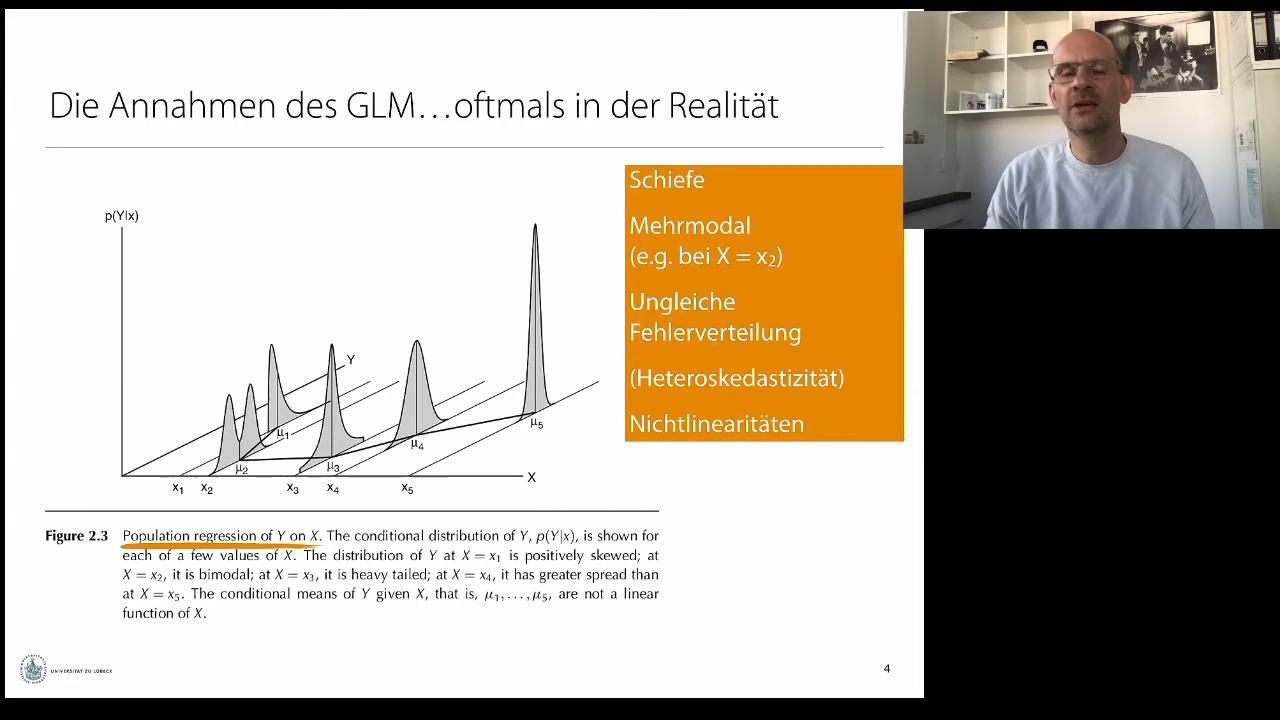 Die Annahmen des GLM…oftmals in der Realität
Schiefe
Mehrmodal
(e.g. bei X = x₂)
Ungleiche
Fehlerverteilung
(Heteroskedastizität)
Nichtlinearitäten
p(Y|x)
Y
μ₁
μ₂
μ₃
μ₄
μ₅
X
x₁ x₂ x₃ x₄ x₅
Figure 2.3 Population regression of Y on X. The conditional distribution of Y, p(Y|x), is shown for
each of a few values of X. The distribution of Y at X = x₁ is positively skewed; at
X = x₂, it is bimodal; at X = x₃, it is heavy tailed; at X = x₄, it has greater spread than
at X = x₅. The conditional means of Y given X, that is, μ₁, . . . , μ₅, are not a linear
function of X.
UNIVERSITÄT ZU LÜBECK
4